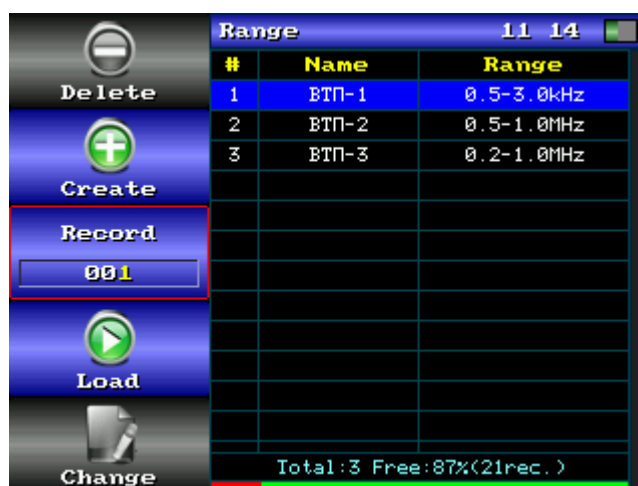 Delete
Create
Record
001
Load
Change
Range 11 14
# Name Range
1 ВТП-1 0.5-3.0kHz
2 ВТП-2 0.5-1.0MHz
3 ВТП-3 0.2-1.0MHz
Total:3 Free:87%(21rec.)